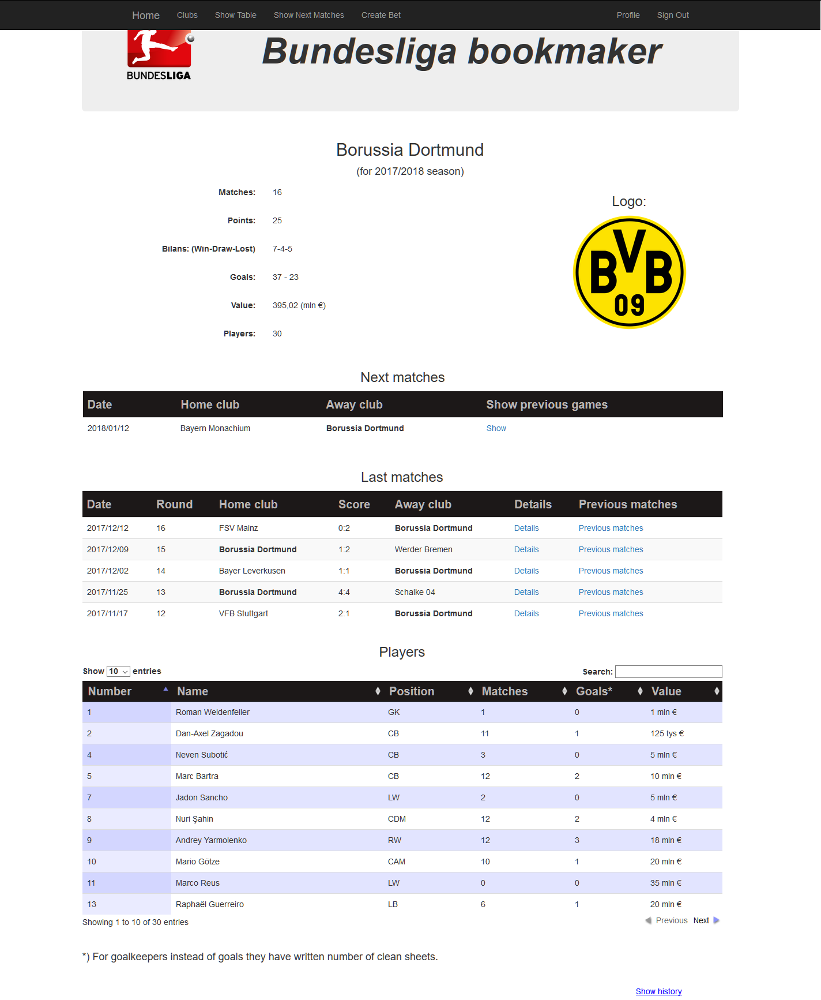 Home Clubs Show Table Show Next Matches Create Bet Profile Sign Out
BUNDESLIGA
Bundesliga bookmaker
Borussia Dortmund
(for 2017/2018 season)
Matches: 16
Points: 25
Bilans: (Win-Draw-Lost) 7-4-5
Goals: 37 - 23
Value: 395,02 (mln €)
Players: 30
Logo:
BVB
09
Next matches
Date Home club Away club Show previous games
2018/01/12 Bayern Monachium Borussia Dortmund Show
Last matches
Date Round Home club Score Away club Details Previous matches
2017/12/12 16 FSV Mainz 0:2 Borussia Dortmund Details Previous matches
2017/12/09 15 Borussia Dortmund 1:2 Werder Bremen Details Previous matches
2017/12/02 14 Bayer Leverkusen 1:1 Borussia Dortmund Details Previous matches
2017/11/25 13 Borussia Dortmund 4:4 Schalke 04 Details Previous matches
2017/11/17 12 VFB Stuttgart 2:1 Borussia Dortmund Details Previous matches
Players
Show 10 entries Search:
Number Name Position Matches Goals* Value
1 Roman Weidenfeller GK 1 0 1 mln €
2 Dan-Axel Zagadou CB 11 1 125 tys €
4 Neven Subotić CB 3 0 5 mln €
5 Marc Bartra CB 12 2 10 mln €
7 Jadon Sancho LW 2 0 5 mln €
8 Nuri Şahin CDM 12 2 4 mln €
9 Andrey Yarmolenko RW 12 3 18 mln €
10 Mario Götze CAM 10 1 20 mln €
11 Marco Reus LW 0 0 35 mln €
13 Raphaël Guerreiro LB 6 1 20 mln €
Showing 1 to 10 of 30 entries Previous Next
*) For goalkeepers instead of goals they have written number of clean sheets.
Show history